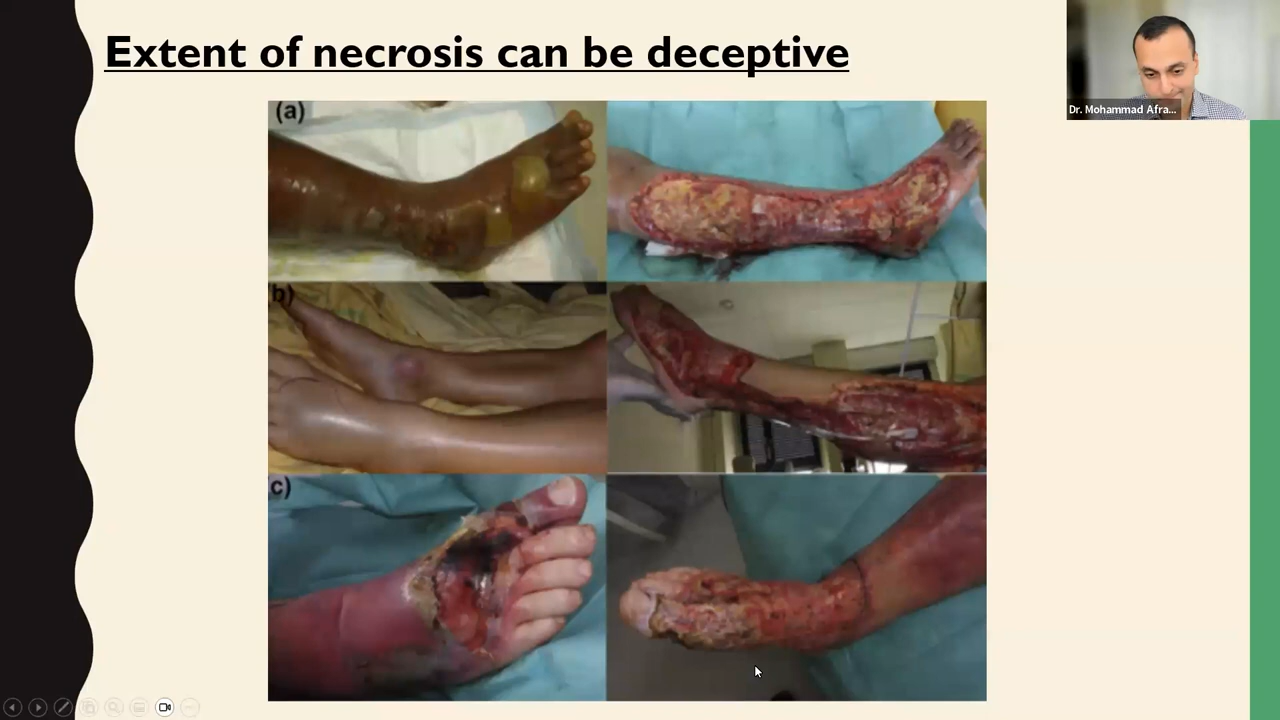 Extent of necrosis can be deceptive
Dr. Mohammad Afra...
(a)
b)
c)